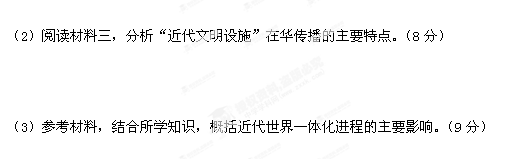 （2）阅读材料三，分析“近代文明设施”在华传播的主要特点。（8 分）
（3）参考材料，结合所学知识，概括近代世界一体化进程的主要影响。（9 分）